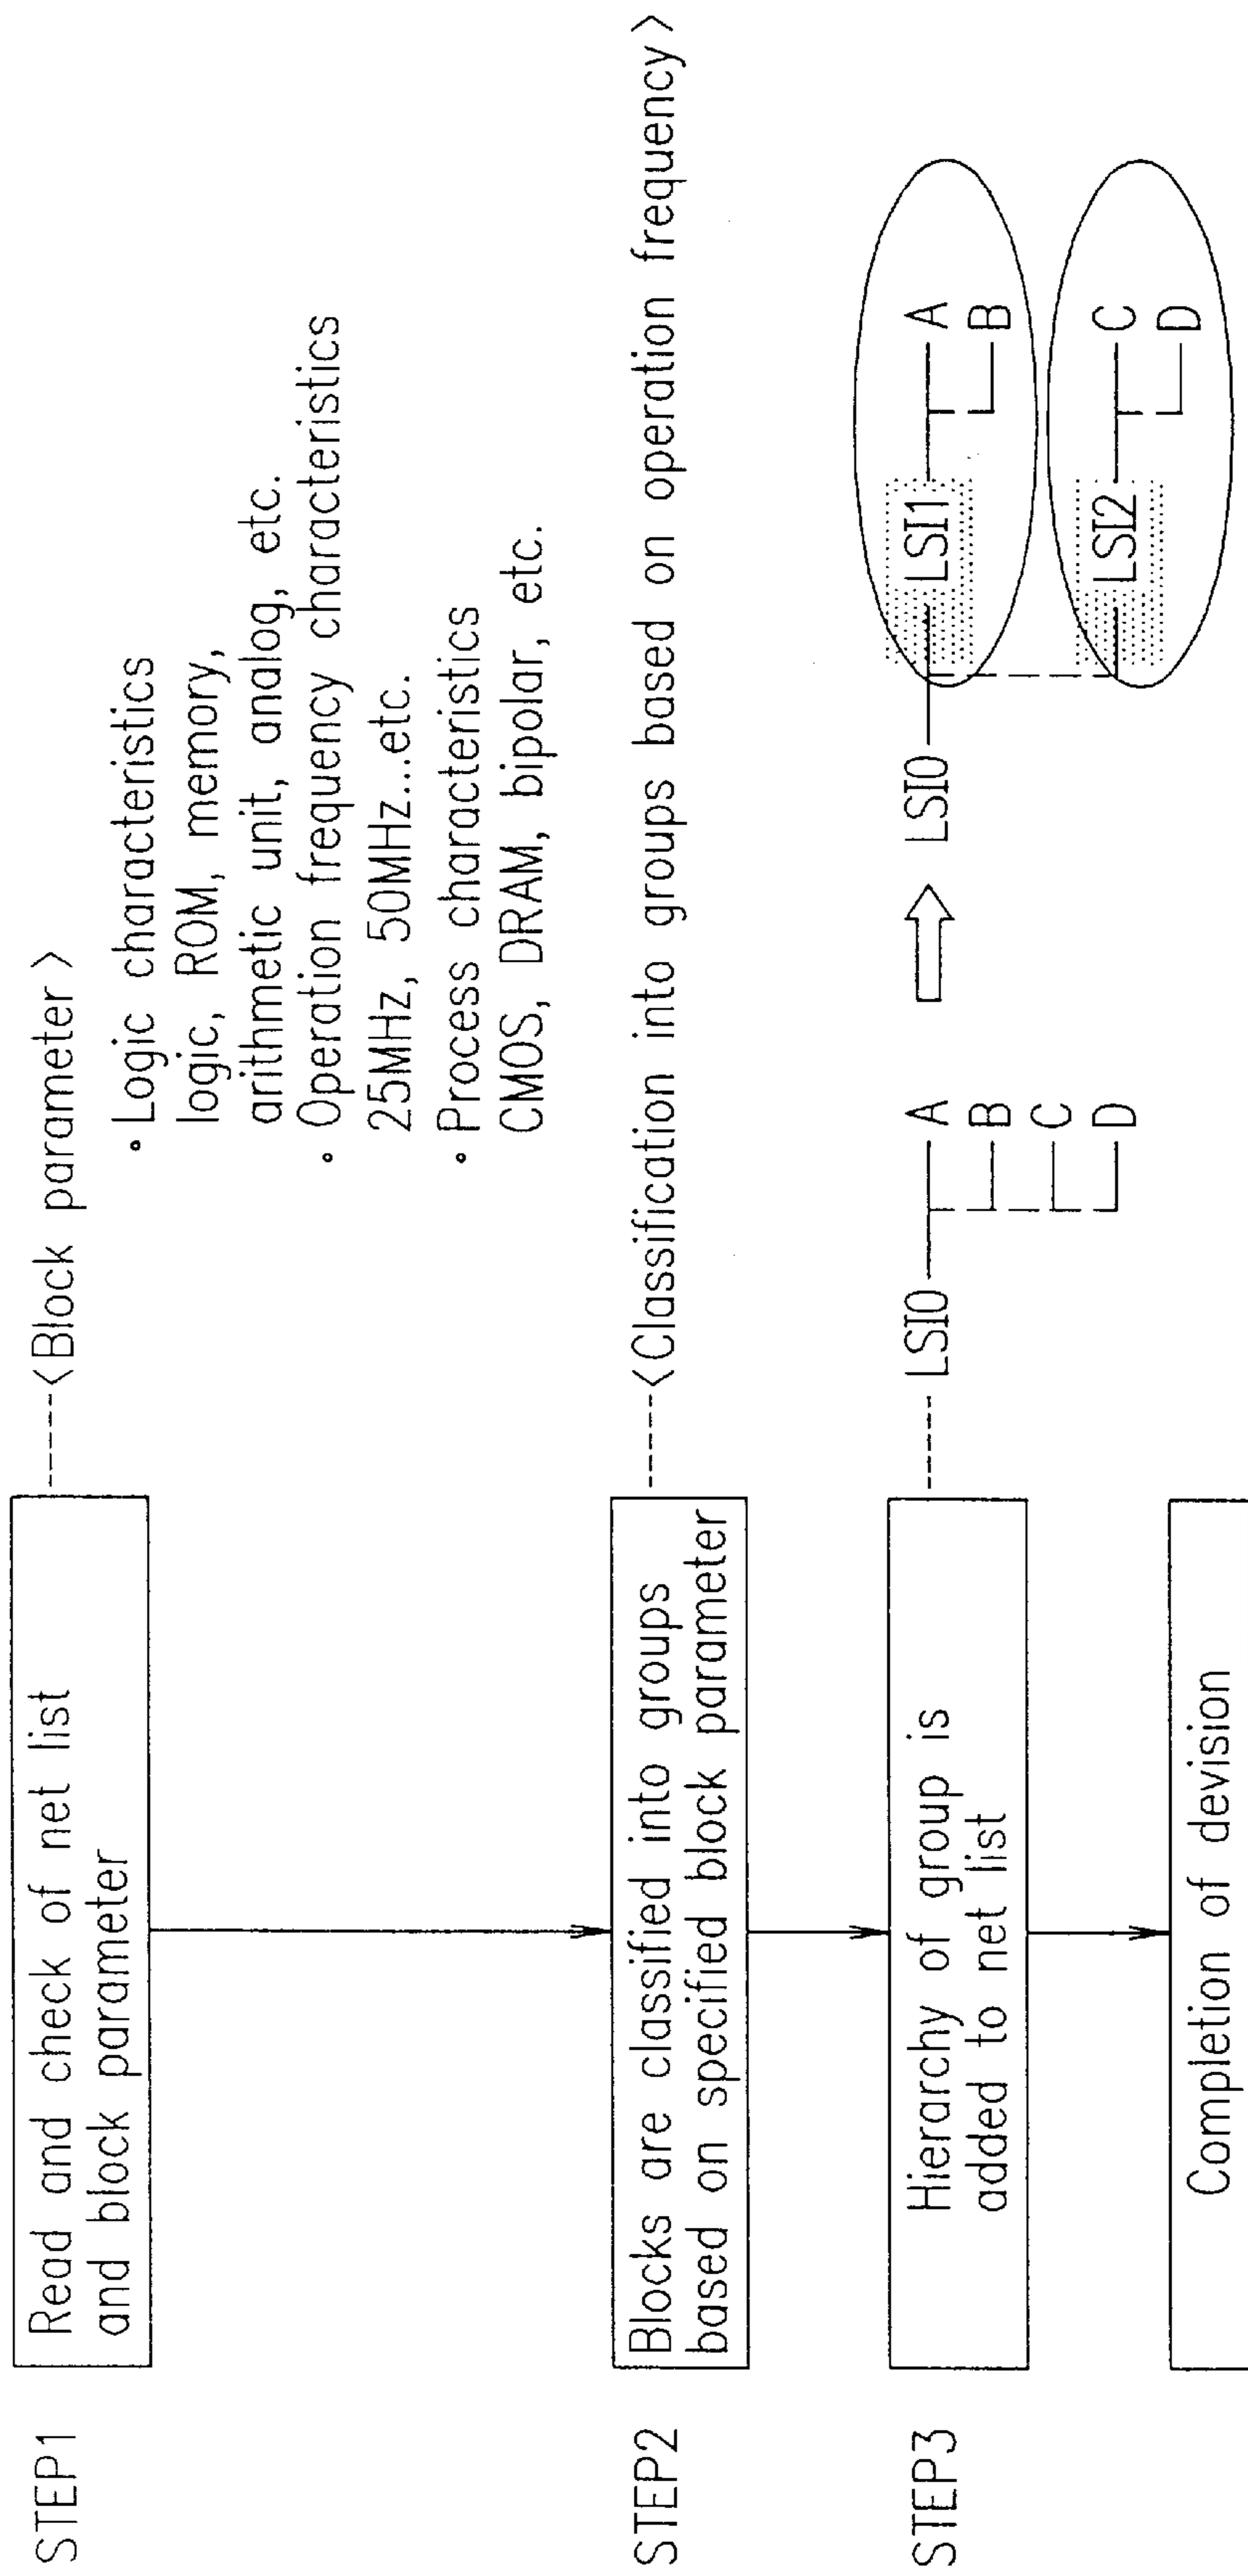 STEP1
Read and check of net list
and block parameter
<Block parameter>
• Logic characteristics
logic, ROM, memory,
arithmetic unit, analog, etc.
• Operation frequency characteristics
25MHz, 50MHz...etc.
• Process characteristics
CMOS, DRAM, bipolar, etc.
STEP2
Blocks are classified into groups
based on specified block parameter
<Classification into groups based on operation frequency>
STEP3
Hierarchy of group is
added to net list
LSI0
A
B
C
D
LSI0
LSI1
A
B
LSI2
C
D
Completion of devision